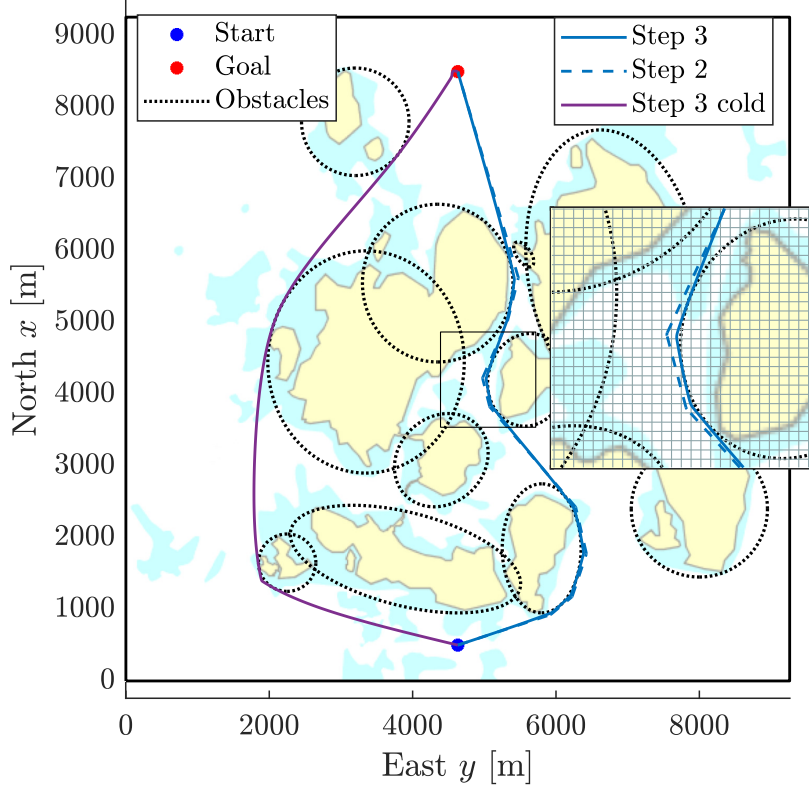 Start
Goal
Obstacles
Step 3
Step 2
Step 3 cold
9000
8000
7000
6000
5000
4000
3000
2000
1000
0
North x [m]
0
2000
4000
6000
8000
East y [m]